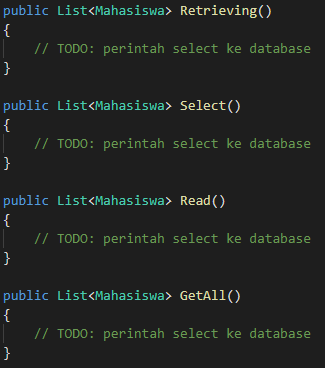 public List<Mahasiswa> Retrieving()
{
    // TODO: perintah select ke database
}
public List<Mahasiswa> Select()
{
    // TODO: perintah select ke database
}
public List<Mahasiswa> Read()
{
    // TODO: perintah select ke database
}
public List<Mahasiswa> GetAll()
{
    // TODO: perintah select ke database
}